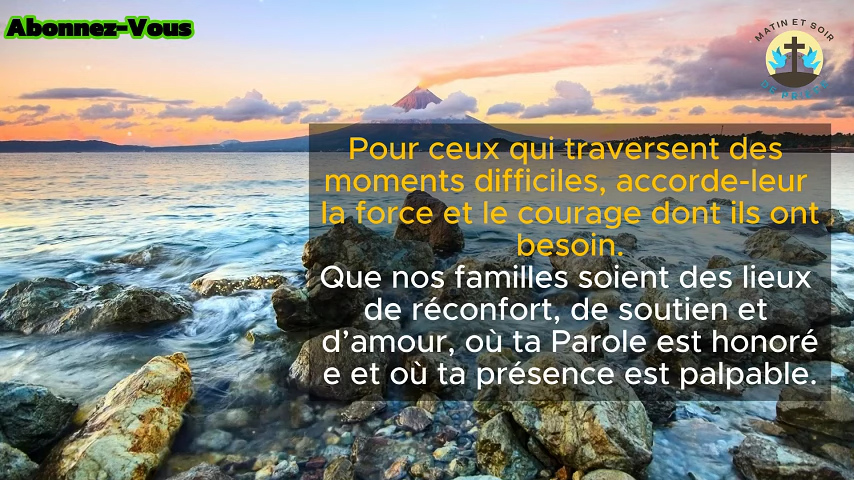 Abonnez-Vous
MATIN ET SOIR
DE PRIÈRE
Pour ceux qui traversent des
moments difficiles, accorde-leur
la force et le courage dont ils ont
besoin.
Que nos familles soient des lieux
de réconfort, de soutien et
d’amour, où ta Parole est honoré
e et où ta présence est palpable.